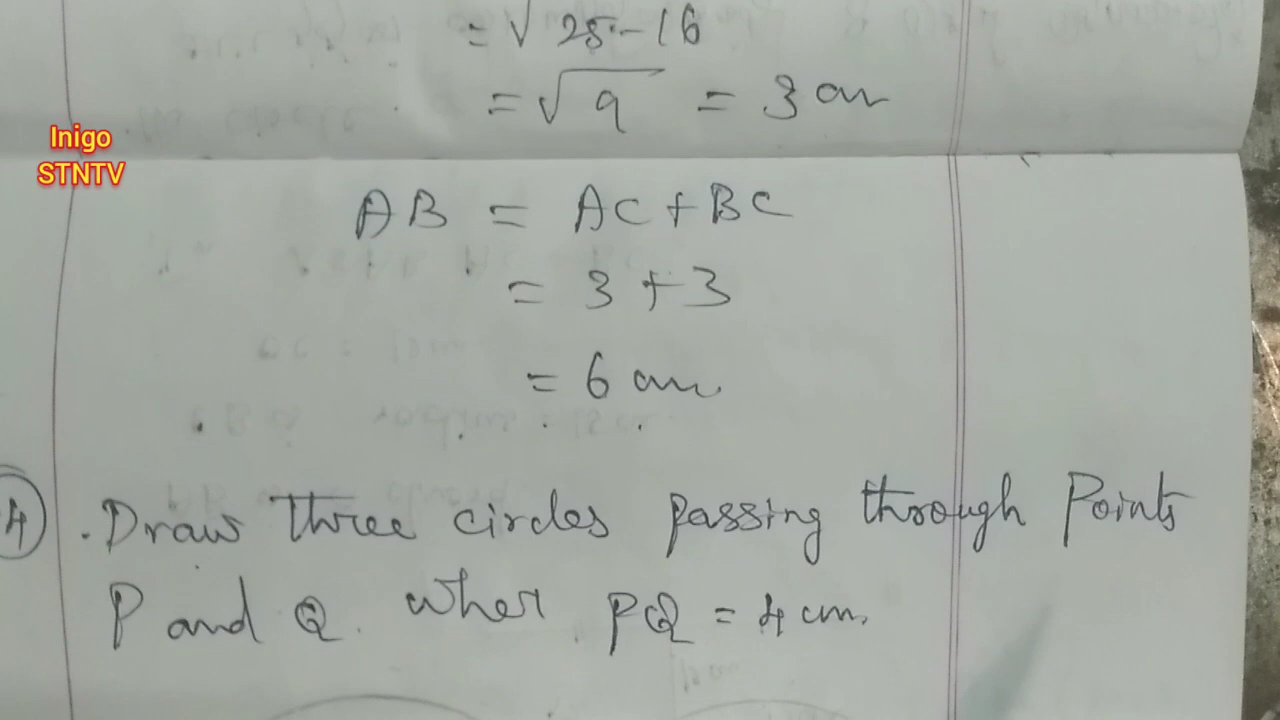 = √25-16
= √9 = 3 cm
Inigo
STNTV
AB = AC + BC
= 3 + 3
= 6 cm
4 . Draw three circles passing through Points
P and Q. when PQ = 4 cm.